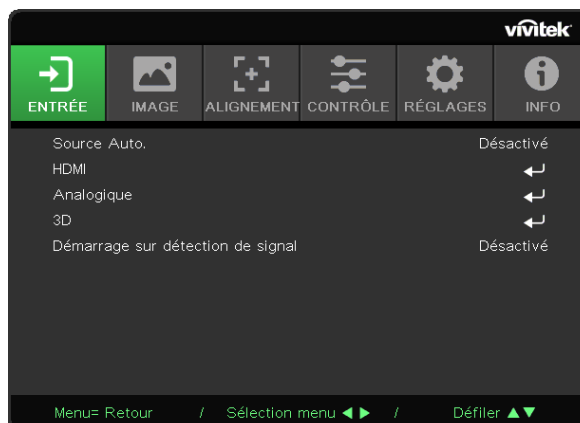 vivitek
ENTRÉE IMAGE ALIGNEMENT CONTRÔLE RÉGLAGES INFO
Source Auto. Désactivé
HDMI
Analogique
3D
Démarrage sur détection de signal Désactivé
Menu= Retour / Sélection menu ◀ ▶ / Défiler ▲▼